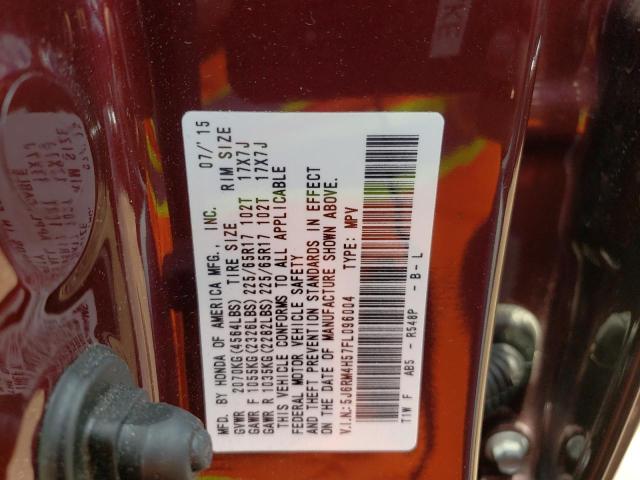 MFD. BY HONDA OF AMERICA MFG., INC. 07/'15
GVWR 2070KG(4564LBS) TIRE SIZE RIM SIZE
GAWR F 1055KG(2326LBS)225/65R17 102T 17X7J
GAWR R 1035KG(2282LBS)225/65R17 102T 17X7J
THIS VEHICLE CONFORMS TO ALL APPLICABLE
FEDERAL MOTOR VEHICLE SAFETY
AND THEFT PREVENTION STANDARDS IN EFFECT
ON THE DATE OF MANUFACTURE SHOWN ABOVE.
V.I.N.:5J6RM4H57FL096004 TYPE: MPV
T1W F AB5 - R548P - B - L